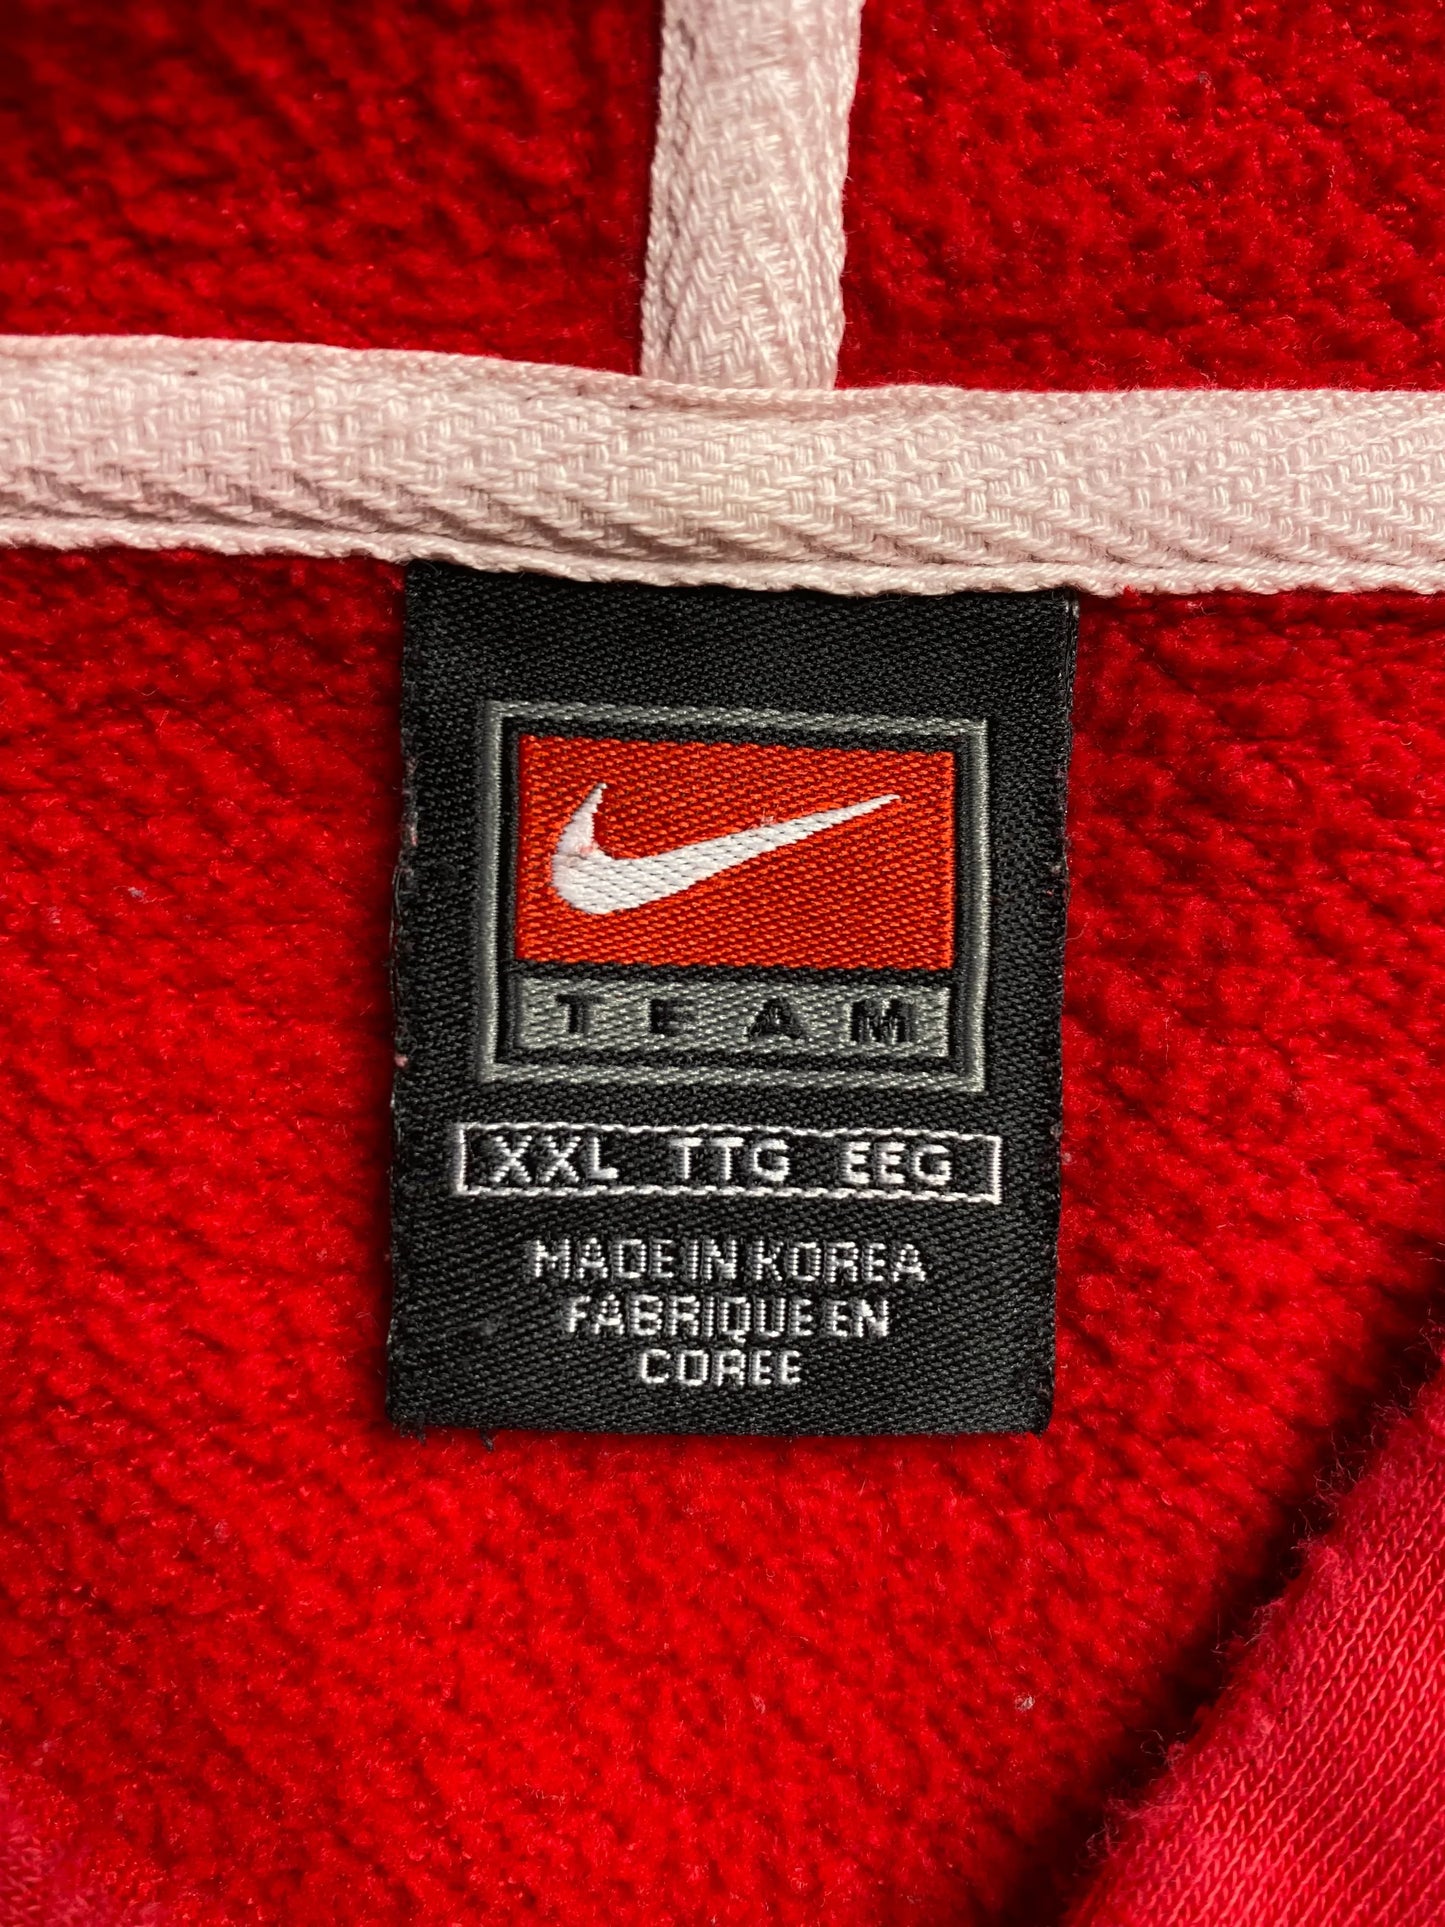 TEAM
XXL TTG EEG
MADE IN KOREA
FABRIQUE EN
COREE